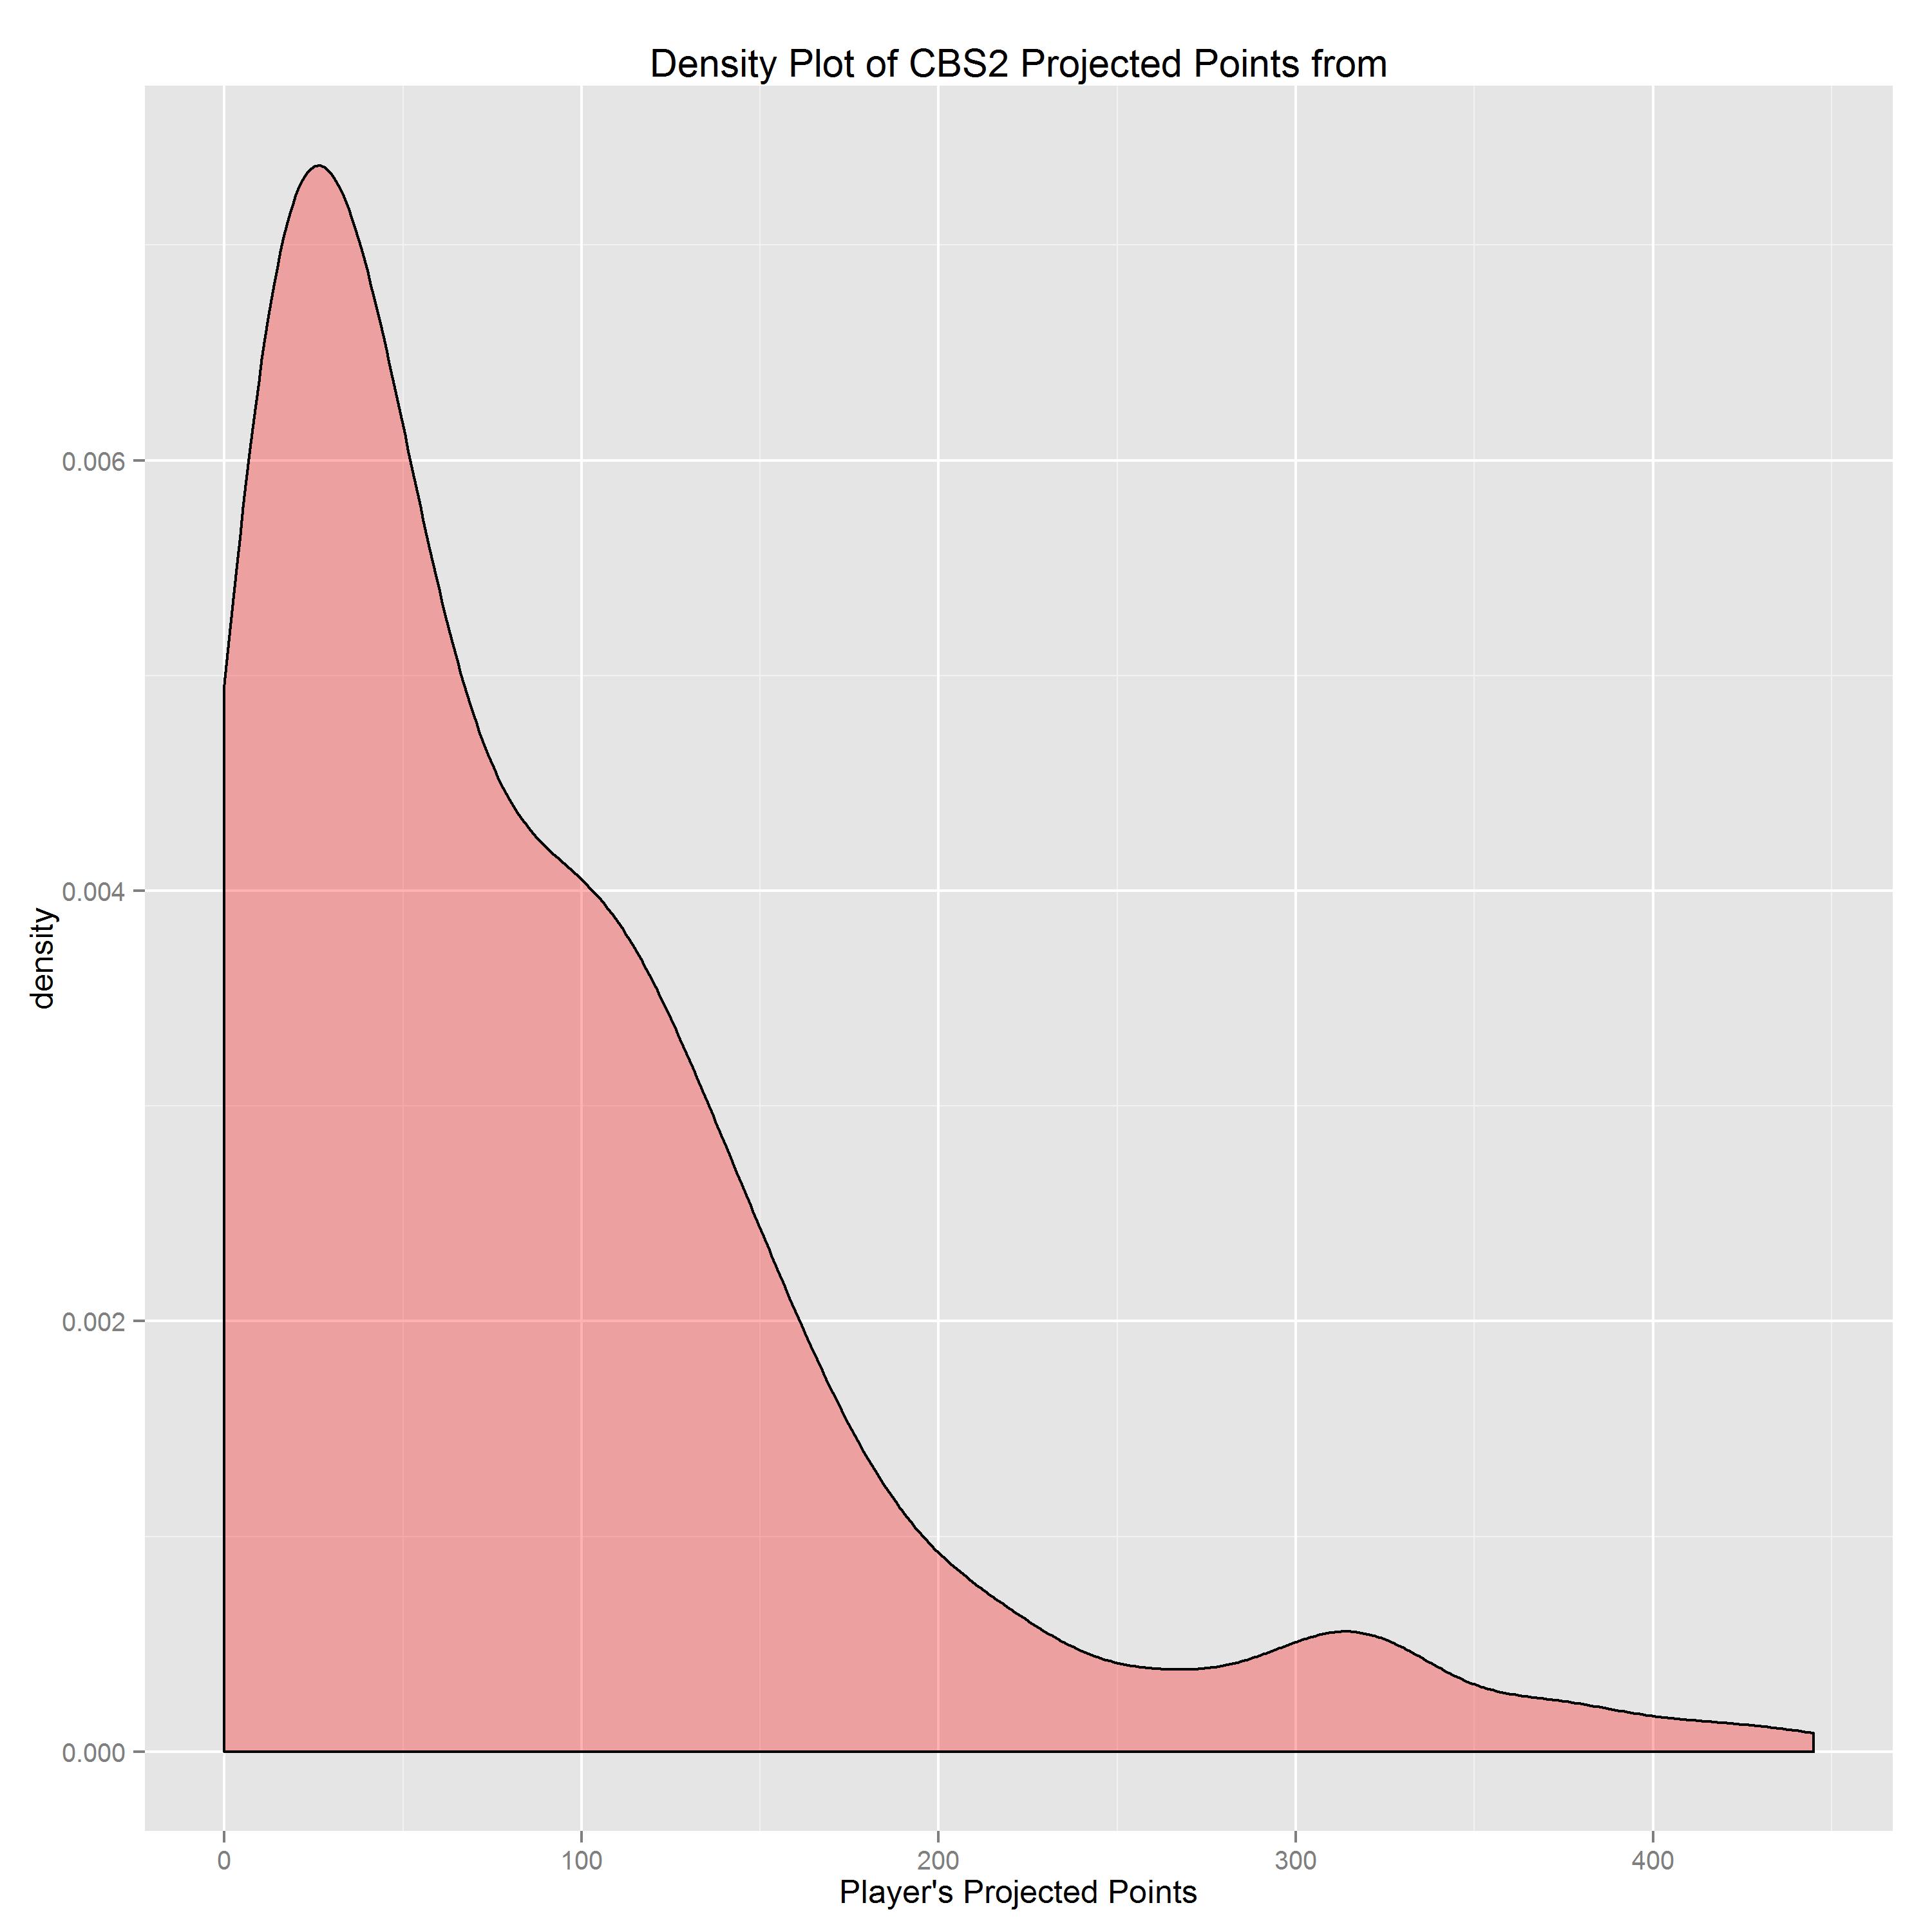 Density Plot of CBS2 Projected Points from
density
0.006
0.004
0.002
0.000
0 100 200 300 400
Player's Projected Points